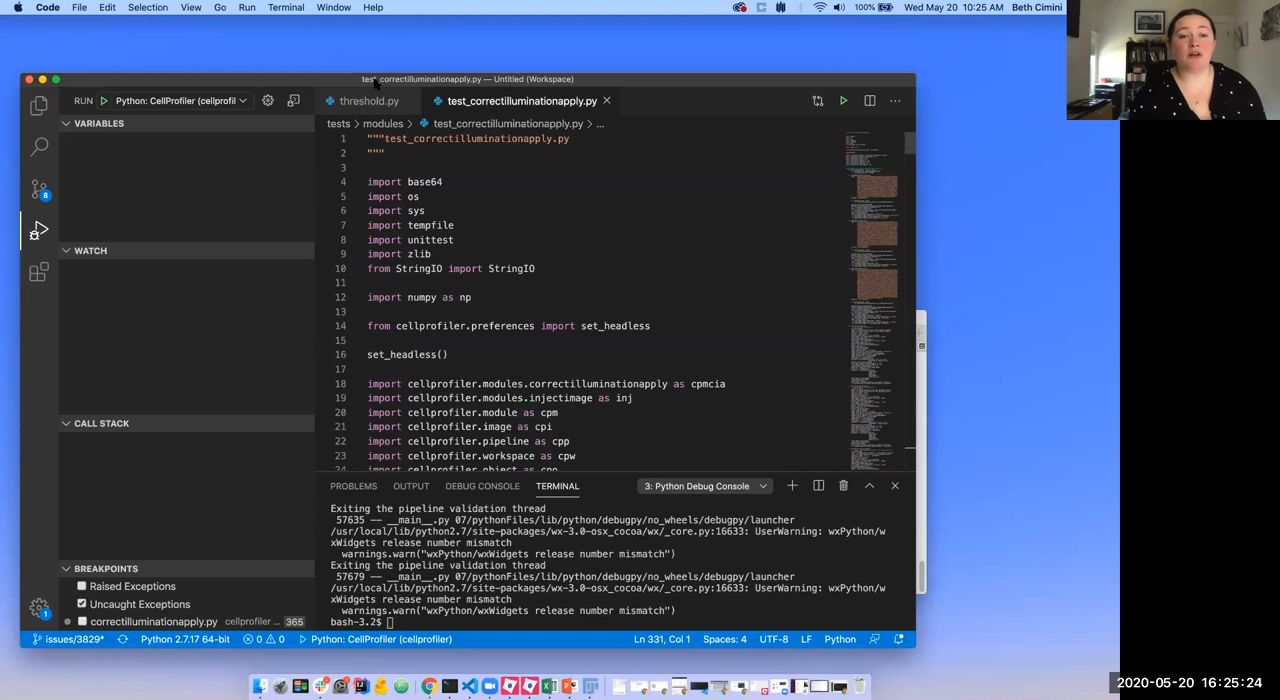 Code File Edit Selection View Go Run Terminal Window Help 100% Wed May 20 10:25 AM Beth Cimini
test_correctilluminationapply.py — Untitled (Workspace)
RUN Python: CellProfiler (cellprofil
threshold.py test_correctilluminationapply.py
tests > modules > test_correctilluminationapply.py > ...
VARIABLES
WATCH
CALL STACK
BREAKPOINTS
Raised Exceptions
Uncaught Exceptions
correctilluminationapply.py cellprofiler ... 365
8
1
1 """test_correctilluminationapply.py
2 """
3
4 import base64
5 import os
6 import sys
7 import tempfile
8 import unittest
9 import zlib
10 from StringIO import StringIO
11
12 import numpy as np
13
14 from cellprofiler.preferences import set_headless
15
16 set_headless()
17
18 import cellprofiler.modules.correctilluminationapply as cpmcia
19 import cellprofiler.modules.injectimage as inj
20 import cellprofiler.module as cpm
21 import cellprofiler.image as cpi
22 import cellprofiler.pipeline as cpp
23 import cellprofiler.workspace as cpw
24 import cellprofiler.object as cpo
PROBLEMS OUTPUT DEBUG CONSOLE TERMINAL 3: Python Debug Console
Exiting the pipeline validation thread
57635 -- __main__.py 07/pythonFiles/lib/python/debugpy/no_wheels/debugpy/launcher
/usr/local/lib/python2.7/site-packages/wx-3.0-osx_cocoa/wx/_core.py:16633: UserWarning: wxPython/w
xWidgets release number mismatch
warnings.warn("wxPython/wxWidgets release number mismatch")
Exiting the pipeline validation thread
57679 -- __main__.py 07/pythonFiles/lib/python/debugpy/no_wheels/debugpy/launcher
/usr/local/lib/python2.7/site-packages/wx-3.0-osx_cocoa/wx/_core.py:16633: UserWarning: wxPython/w
xWidgets release number mismatch
warnings.warn("wxPython/wxWidgets release number mismatch")
bash-3.2$
issues/3829* Python 2.7.17 64-bit 0 0 Python: CellProfiler (cellprofiler) Ln 331, Col 1 Spaces: 4 UTF-8 LF Python
2020-05-20 16:25:24